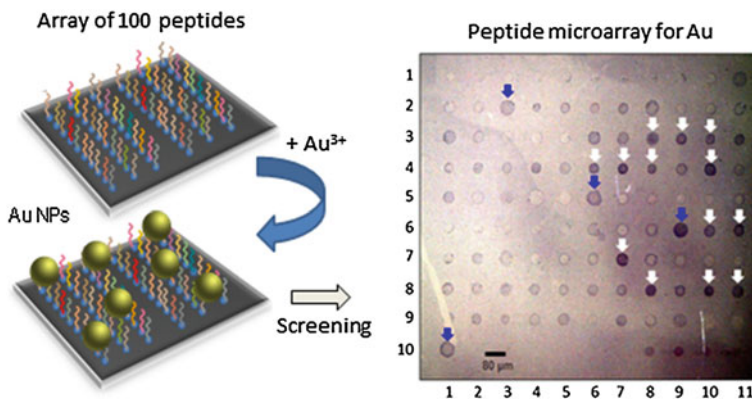 Array of 100 peptides
+ Au³⁺
Au NPs
Screening
Peptide microarray for Au
1
2
3
4
5
6
7
8
9
10
80 µm
1 2 3 4 5 6 7 8 9 10 11